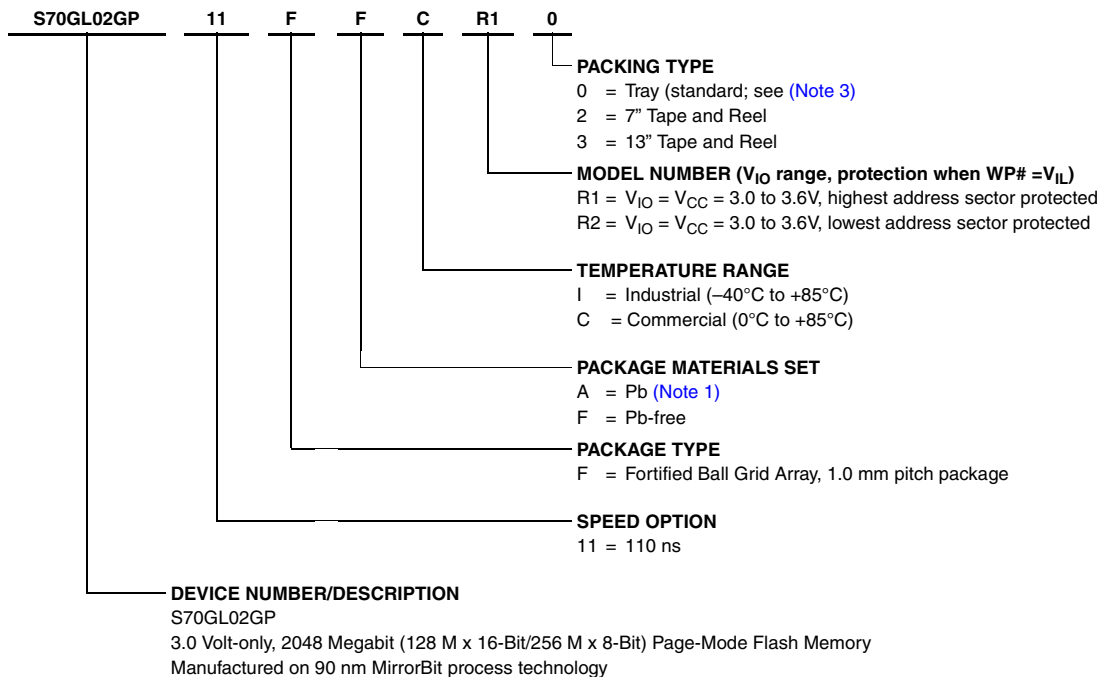 S70GL02GP 11 F F C R1 0
PACKING TYPE
0 = Tray (standard; see (Note 3)
2 = 7” Tape and Reel
3 = 13” Tape and Reel
MODEL NUMBER (VIO range, protection when WP# =VIL)
R1 = VIO = VCC = 3.0 to 3.6V, highest address sector protected
R2 = VIO = VCC = 3.0 to 3.6V, lowest address sector protected
TEMPERATURE RANGE
I = Industrial (–40°C to +85°C)
C = Commercial (0°C to +85°C)
PACKAGE MATERIALS SET
A = Pb (Note 1)
F = Pb-free
PACKAGE TYPE
F = Fortified Ball Grid Array, 1.0 mm pitch package
SPEED OPTION
11 = 110 ns
DEVICE NUMBER/DESCRIPTION
S70GL02GP
3.0 Volt-only, 2048 Megabit (128 M x 16-Bit/256 M x 8-Bit) Page-Mode Flash Memory
Manufactured on 90 nm MirrorBit process technology